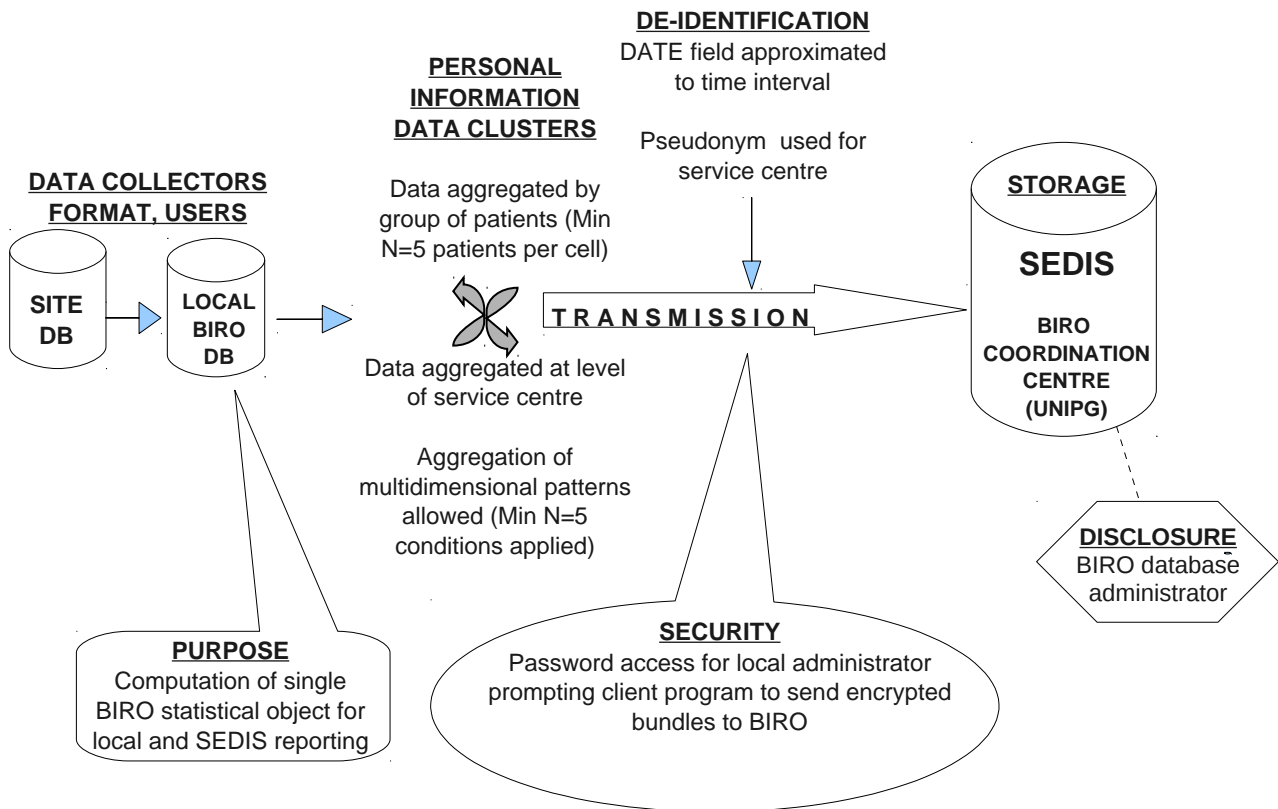 DE-IDENTIFICATION
DATE field approximated
to time interval
Pseudonym used for
service centre
PERSONAL
INFORMATION
DATA CLUSTERS
Data aggregated by
group of patients (Min
N=5 patients per cell)
DATA COLLECTORS
FORMAT, USERS
SITE
DB
LOCAL
BIRO
DB
TRANSMISSION
Data aggregated at level
of service centre
Aggregation of
multidimensional patterns
allowed (Min N=5
conditions applied)
STORAGE
SEDIS
BIRO
COORDINATION
CENTRE
(UNIPG)
DISCLOSURE
BIRO database
administrator
PURPOSE
Computation of single
BIRO statistical object for
local and SEDIS reporting
SECURITY
Password access for local administrator
prompting client program to send encrypted
bundles to BIRO